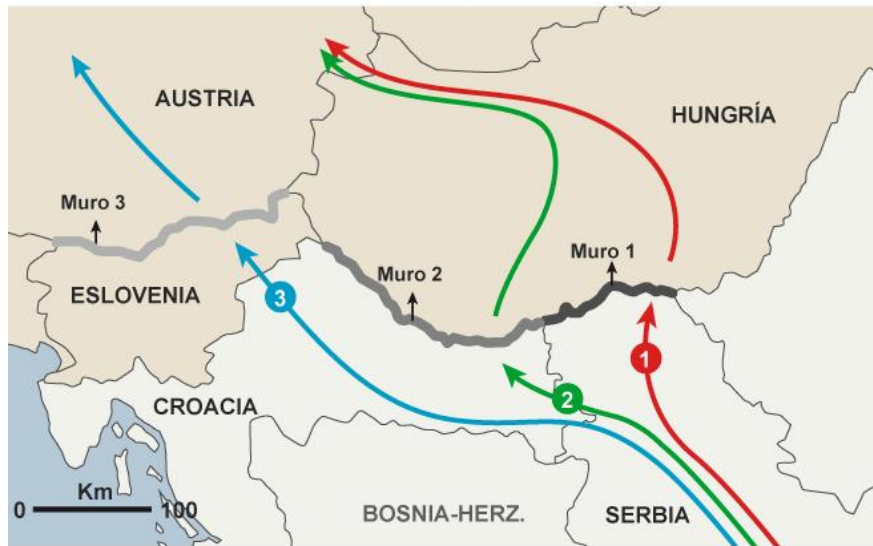 AUSTRIA
HUNGRÍA
Muro 3
Muro 1
Muro 2
ESLOVENIA
3
1
2
CROACIA
Km
0 100
BOSNIA-HERZ.
SERBIA